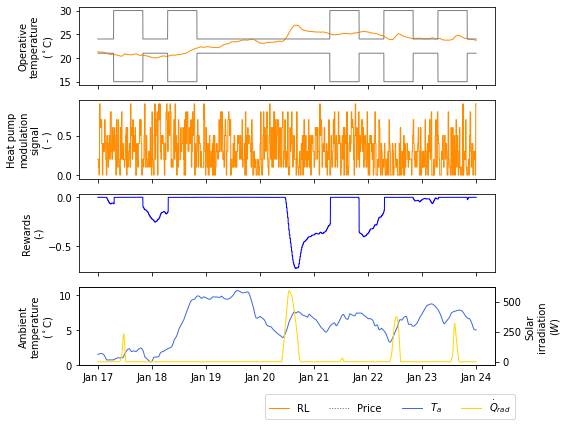 Operative
temperature
(°C)
30
25
20
15
Heat pump
modulation
signal
( - )
0.5
0.0
Rewards
(-)
0.0
−0.5
Ambient
temperature
(°C)
10
5
0
Solar
irradiation
(W)
500
250
0
Jan 17 Jan 18 Jan 19 Jan 20 Jan 21 Jan 22 Jan 23 Jan 24
RL Price T_a Q̇_rad